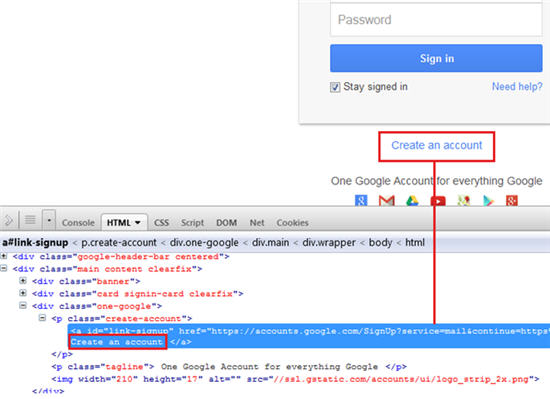 Password
Sign in
Stay signed in Need help?
Create an account
One Google Account for everything Google
Console HTML CSS Script DOM Net Cookies
a#link-signup < p.create-account < div.one-google < div.main < div.wrapper < body < html
<div class="google-header-bar centered">
<div class="main content clearfix">
<div class="banner">
<div class="card signin-card clearfix">
<div class="one-google">
<p class="create-account">
<a id="link-signup" href="https://accounts.google.com/SignUp?service=mail&continue=https
Create an account </a>
</p>
<p class="tagline"> One Google Account for everything Google </p>
<img width="210" height="17" alt="" src="//ssl.gstatic.com/accounts/ui/logo_strip_2x.png">
</div>